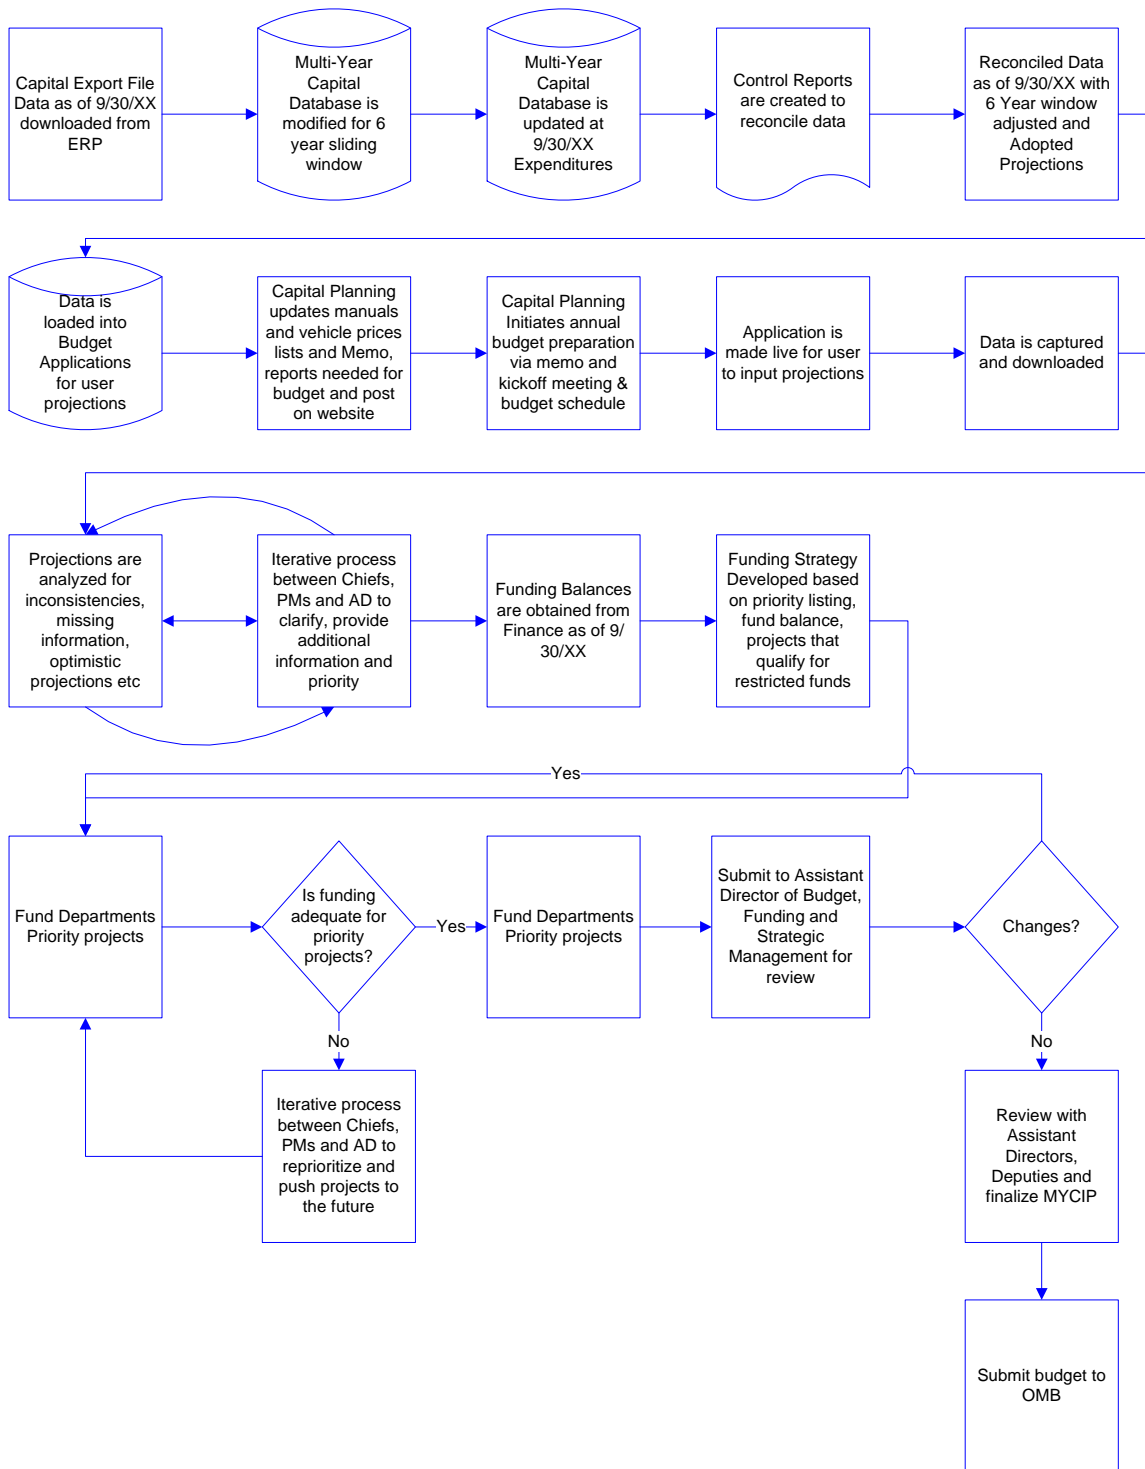 Capital Export File
Data as of 9/30/XX
downloaded from
ERP
Multi-Year
Capital
Database is
modified for 6
year sliding
window
Multi-Year
Capital
Database is
updated at
9/30/XX
Expenditures
Control Reports
are created to
reconcile data
Reconciled Data
as of 9/30/XX with
6 Year window
adjusted and
Adopted
Projections
Data is
loaded into
Budget
Applications
for user
projections
Capital Planning
updates manuals
and vehicle prices
lists and Memo,
reports needed for
budget and post
on website
Capital Planning
Initiates annual
budget preparation
via memo and
kickoff meeting &
budget schedule
Application is
made live for user
to input projections
Data is captured
and downloaded
Projections are
analyzed for
inconsistencies,
missing
information,
optimistic
projections etc
Iterative process
between Chiefs,
PMs and AD to
clarify, provide
additional
information and
priority
Funding Balances
are obtained from
Finance as of 9/
30/XX
Funding Strategy
Developed based
on priority listing,
fund balance,
projects that
qualify for
restricted funds
Yes
Fund Departments
Priority projects
Is funding
adequate for
priority
projects?
Yes
Fund Departments
Priority projects
Submit to Assistant
Director of Budget,
Funding and
Strategic
Management for
review
Changes?
No
No
Iterative process
between Chiefs,
PMs and AD to
reprioritize and
push projects to
the future
Review with
Assistant
Directors,
Deputies and
finalize MYCIP
Submit budget to
OMB